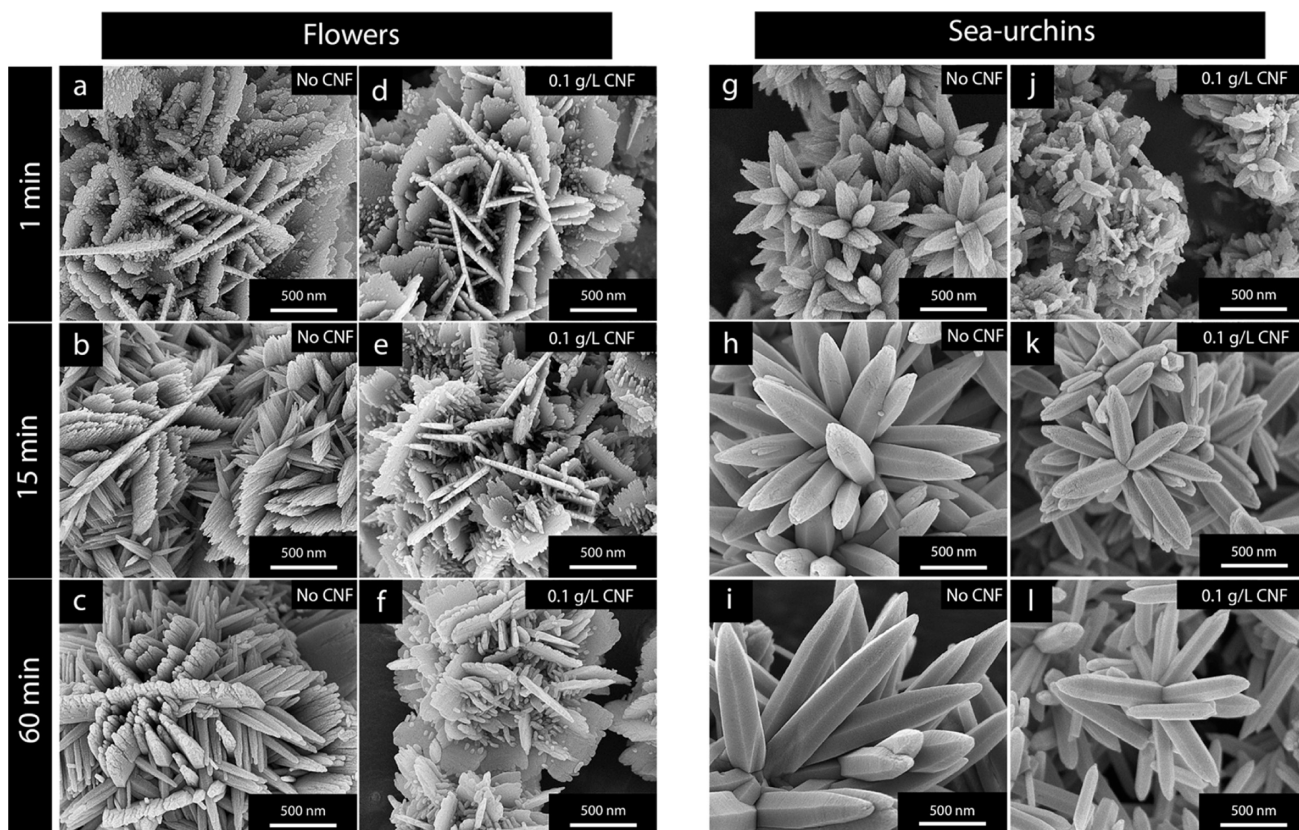 Flowers
Sea-urchins
1 min
15 min
60 min
a
No CNF
500 nm
d
0.1 g/L CNF
500 nm
g
No CNF
500 nm
j
0.1 g/L CNF
500 nm
b
No CNF
500 nm
e
0.1 g/L CNF
500 nm
h
No CNF
500 nm
k
0.1 g/L CNF
500 nm
c
No CNF
500 nm
f
0.1 g/L CNF
500 nm
i
No CNF
500 nm
l
0.1 g/L CNF
500 nm